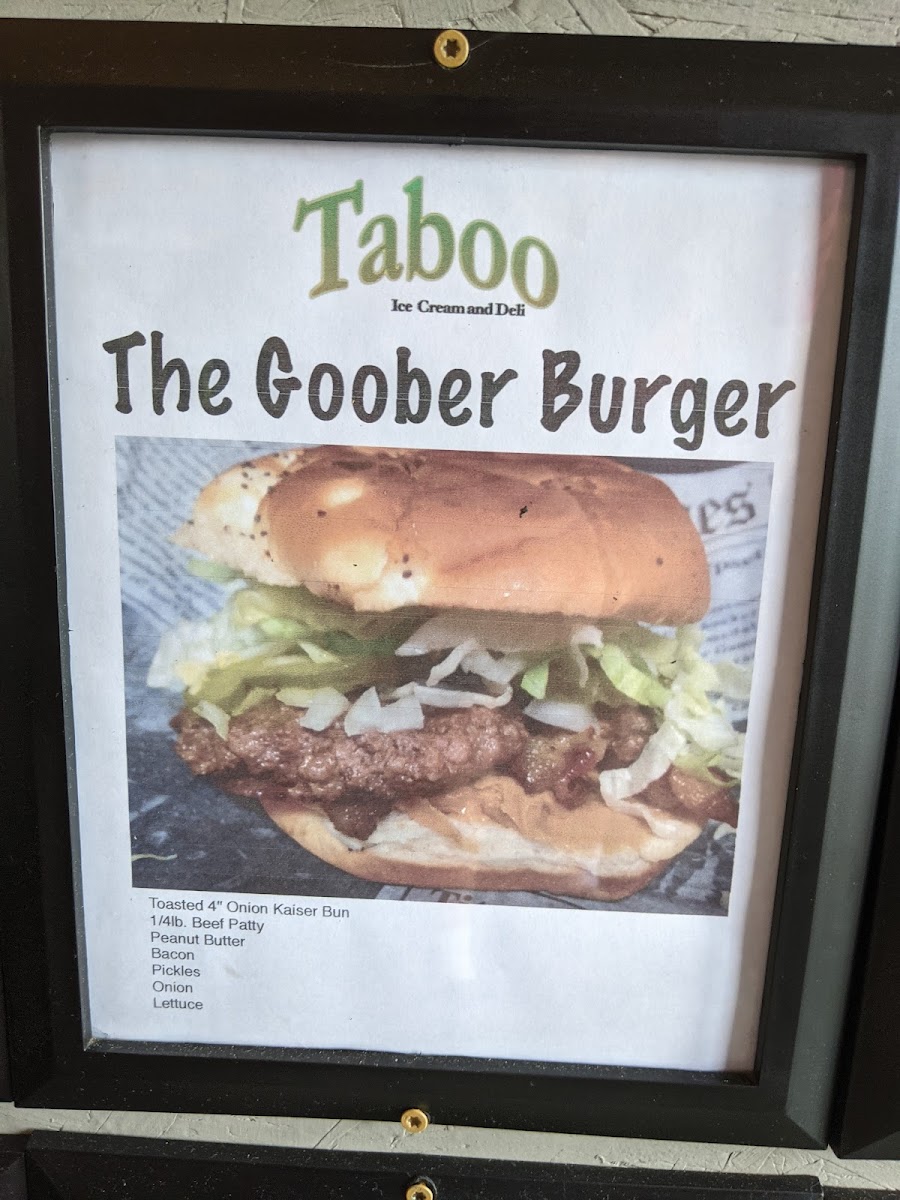 Taboo
Ice Cream and Deli
The Goober Burger
es
Toasted 4" Onion Kaiser Bun
1/4lb. Beef Patty
Peanut Butter
Bacon
Pickles
Onion
Lettuce